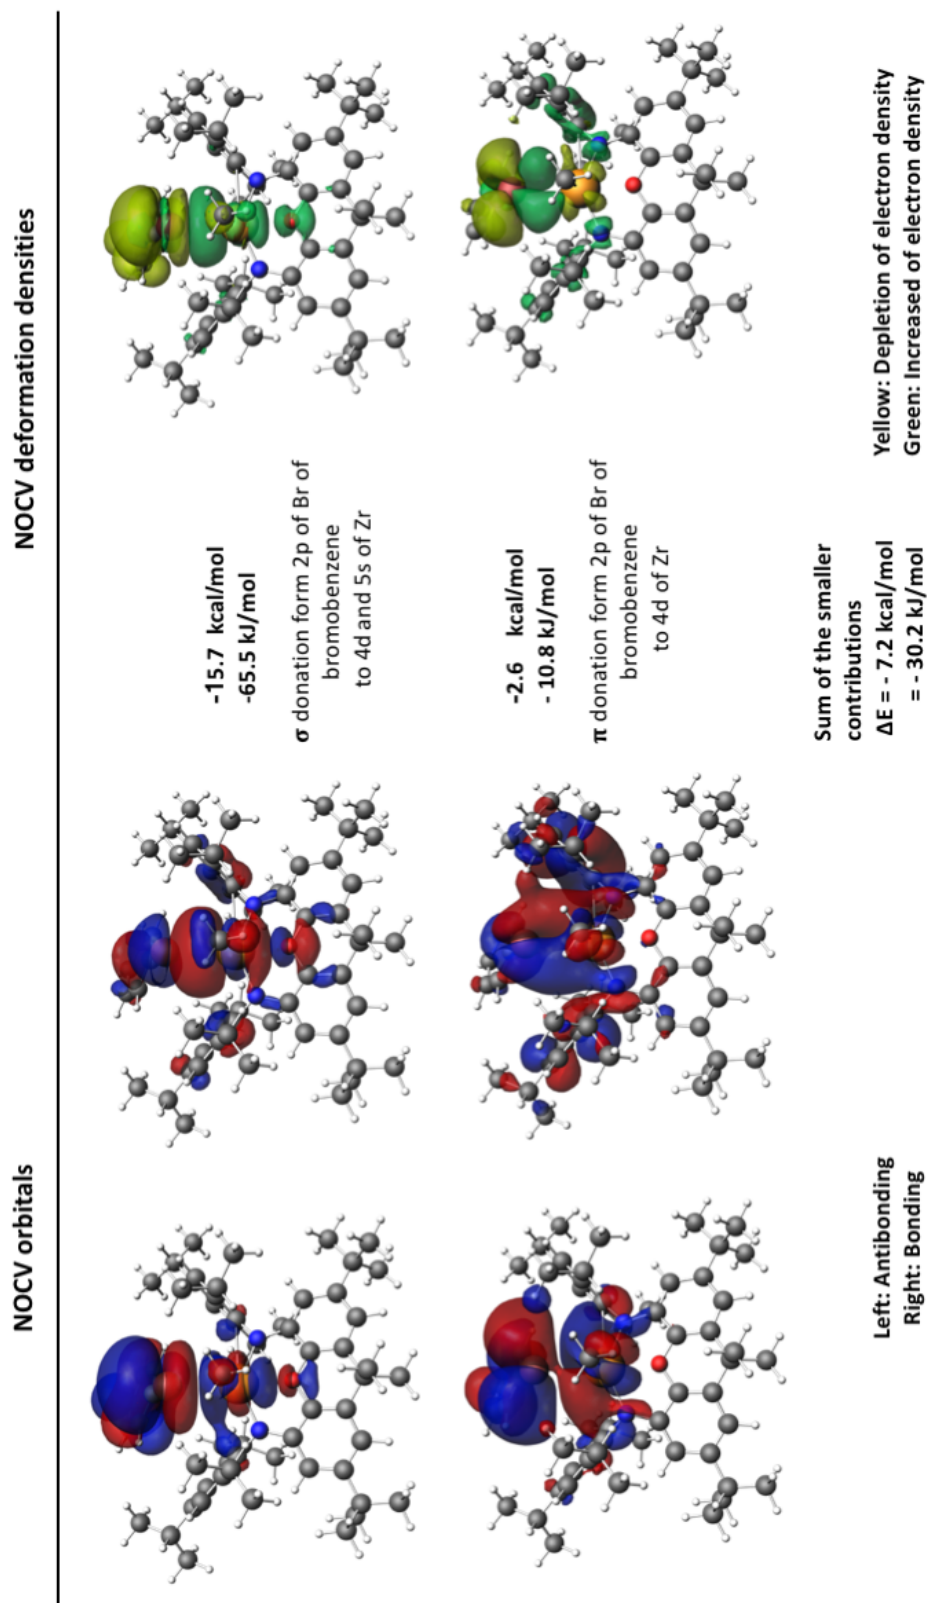 NOCV orbitals
NOCV deformation densities
-15.7 kcal/mol
-65.5 kJ/mol
σ donation form 2p of Br of
bromobenzene
to 4d and 5s of Zr
-2.6 kcal/mol
- 10.8 kJ/mol
π donation form 2p of Br of
bromobenzene
to 4d of Zr
Left: Antibonding
Right: Bonding
Sum of the smaller
contributions
ΔE = - 7.2 kcal/mol
= - 30.2 kJ/mol
Yellow: Depletion of electron density
Green: Increased of electron density